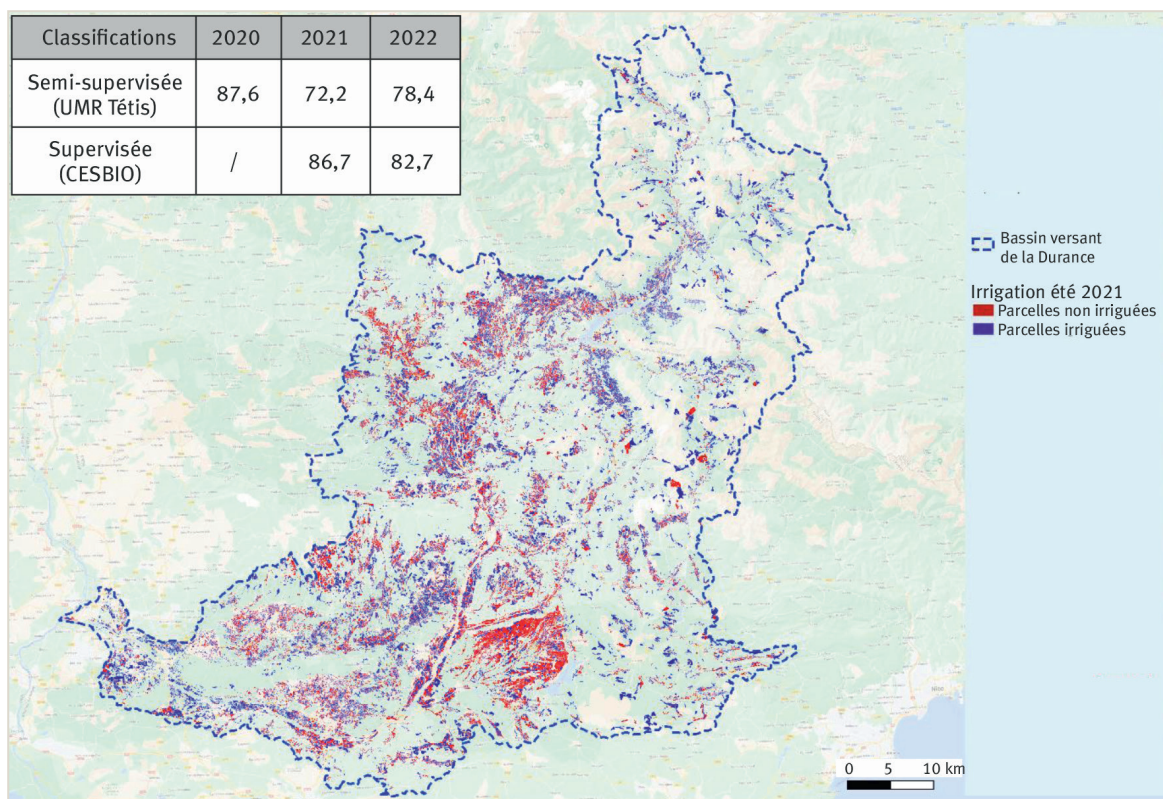 Classifications 2020 2021 2022
Semi-supervisée
(UMR Tétis) 87,6 72,2 78,4
Supervisée
(CESBIO) / 86,7 82,7
Bassin versant
de la Durance
Irrigation été 2021
Parcelles non irriguées
Parcelles irriguées
0 5 10 km